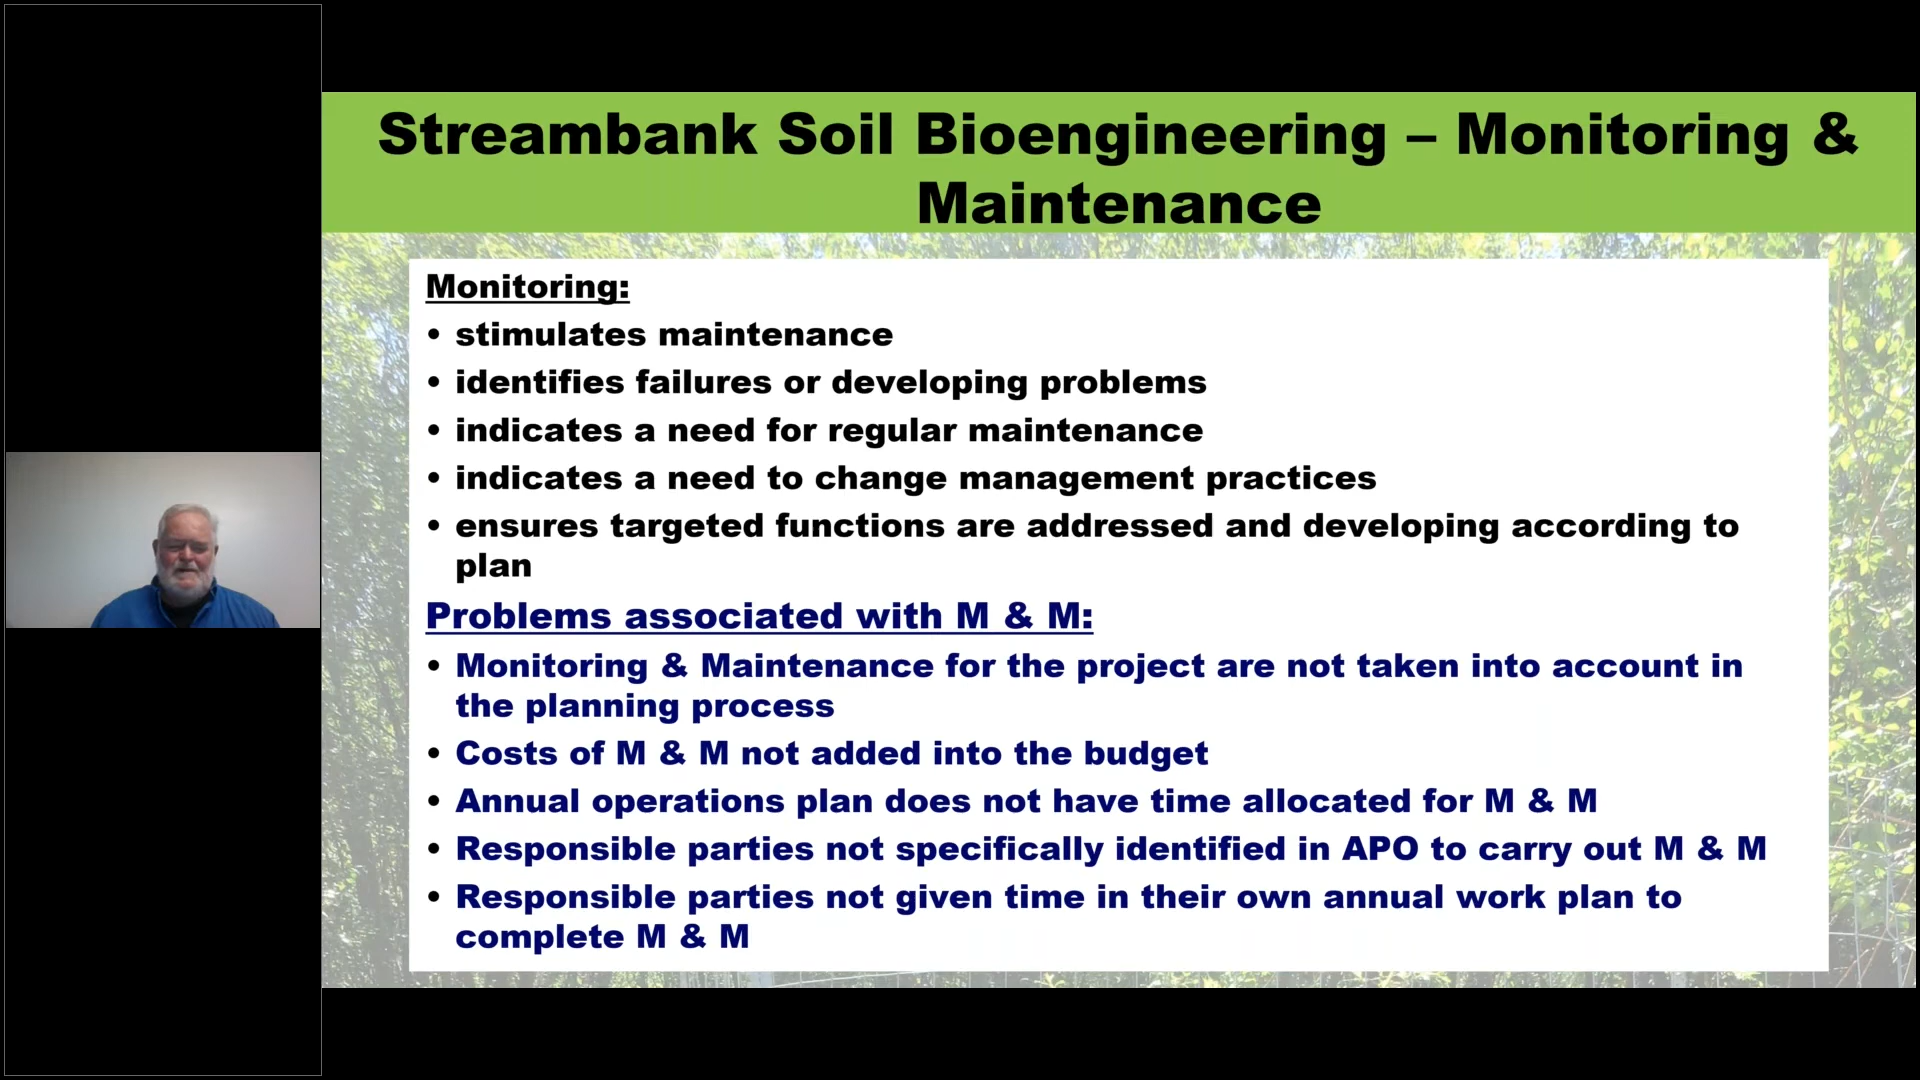 Streambank Soil Bioengineering – Monitoring &
Maintenance
Monitoring:
• stimulates maintenance
• identifies failures or developing problems
• indicates a need for regular maintenance
• indicates a need to change management practices
• ensures targeted functions are addressed and developing according to
plan
Problems associated with M & M:
• Monitoring & Maintenance for the project are not taken into account in
the planning process
• Costs of M & M not added into the budget
• Annual operations plan does not have time allocated for M & M
• Responsible parties not specifically identified in APO to carry out M & M
• Responsible parties not given time in their own annual work plan to
complete M & M